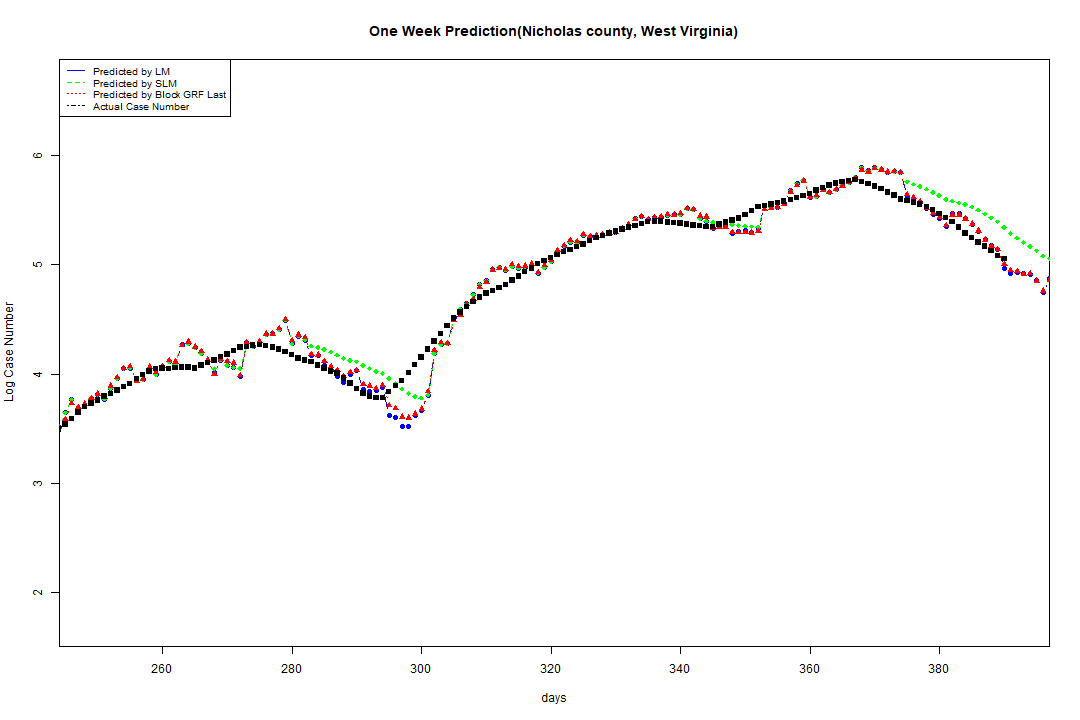 One Week Prediction(Nicholas county, West Virginia)
Predicted by LM
Predicted by SLM
Predicted by Block GRF Last
Actual Case Number
6
5
4
3
2
Log Case Number
260 280 300 320 340 360 380
days